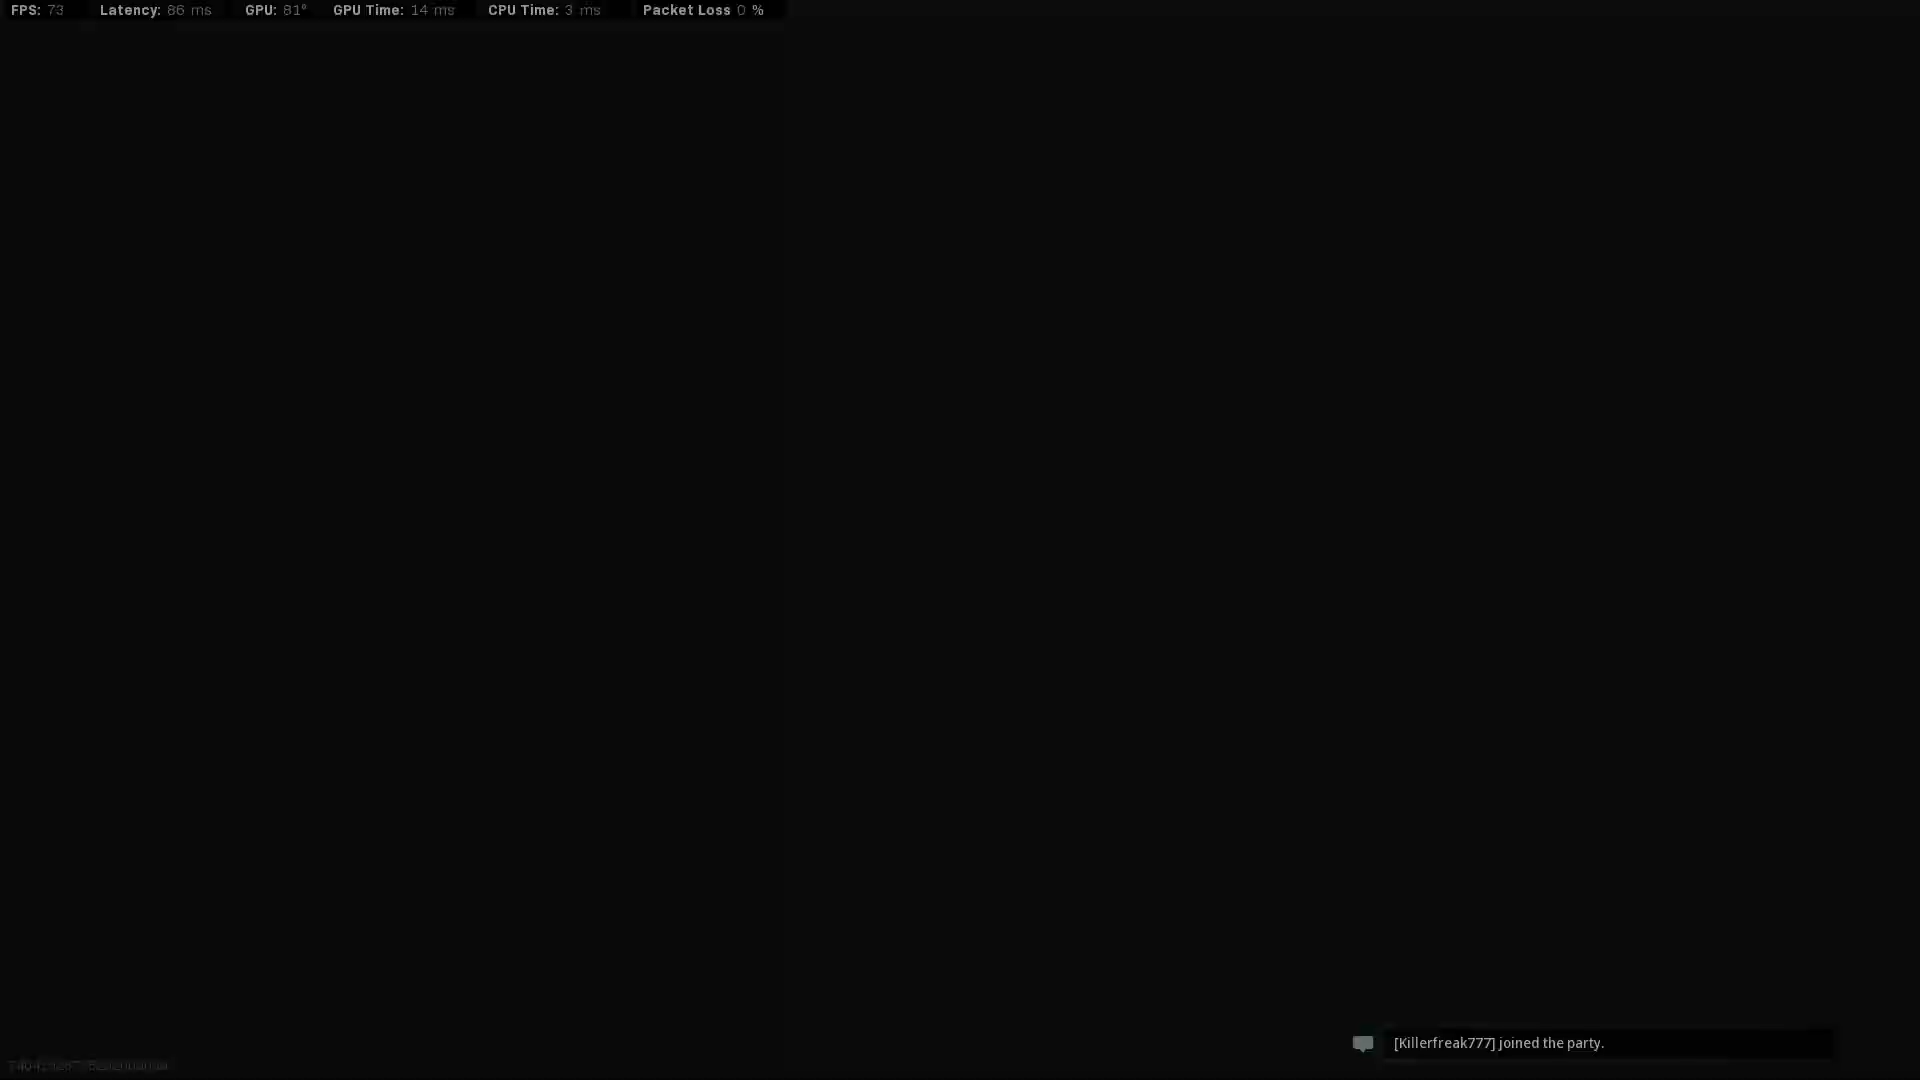 FPS: 73 Latency: 86 ms GPU: 81° GPU Time: 14 ms CPU Time: 3 ms Packet Loss 0 %
[Killerfreak777] joined the party.